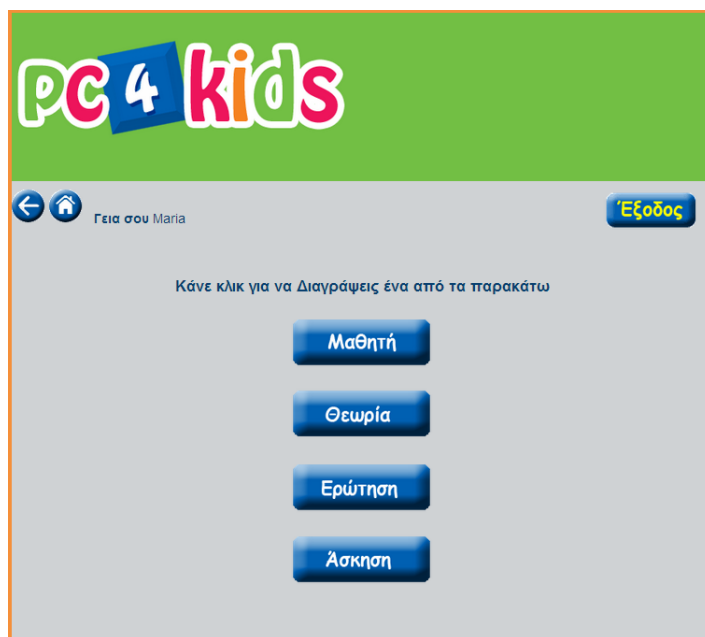 pc 4 kids
Γεια σου Maria
Έξοδος
Κάνε κλικ για να Διαγράψεις ένα από τα παρακάτω
Μαθητή
Θεωρία
Ερώτηση
Άσκηση